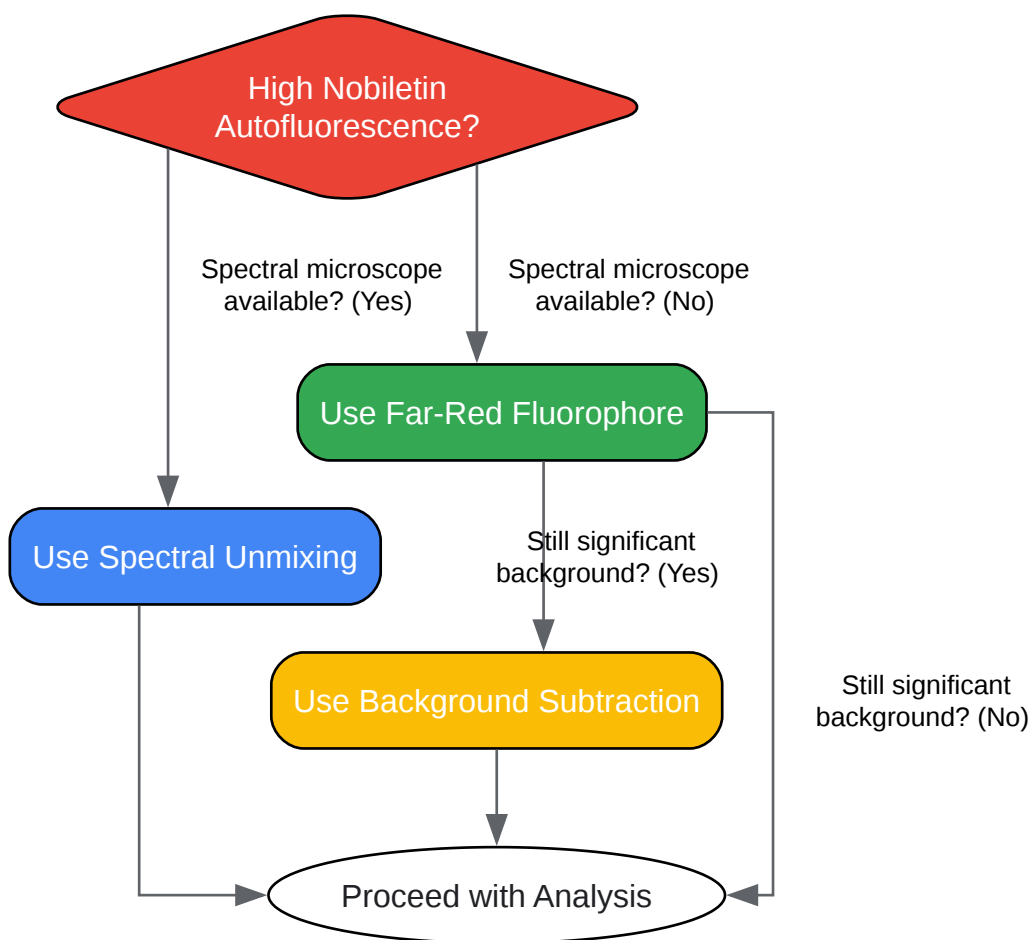 High Nobiletin
Autofluorescence?
Spectral microscope
available? (Yes)
Spectral microscope
available? (No)
Use Far-Red Fluorophore
Use Spectral Unmixing
Still significant
background? (Yes)
Use Background Subtraction
Still significant
background? (No)
Proceed with Analysis